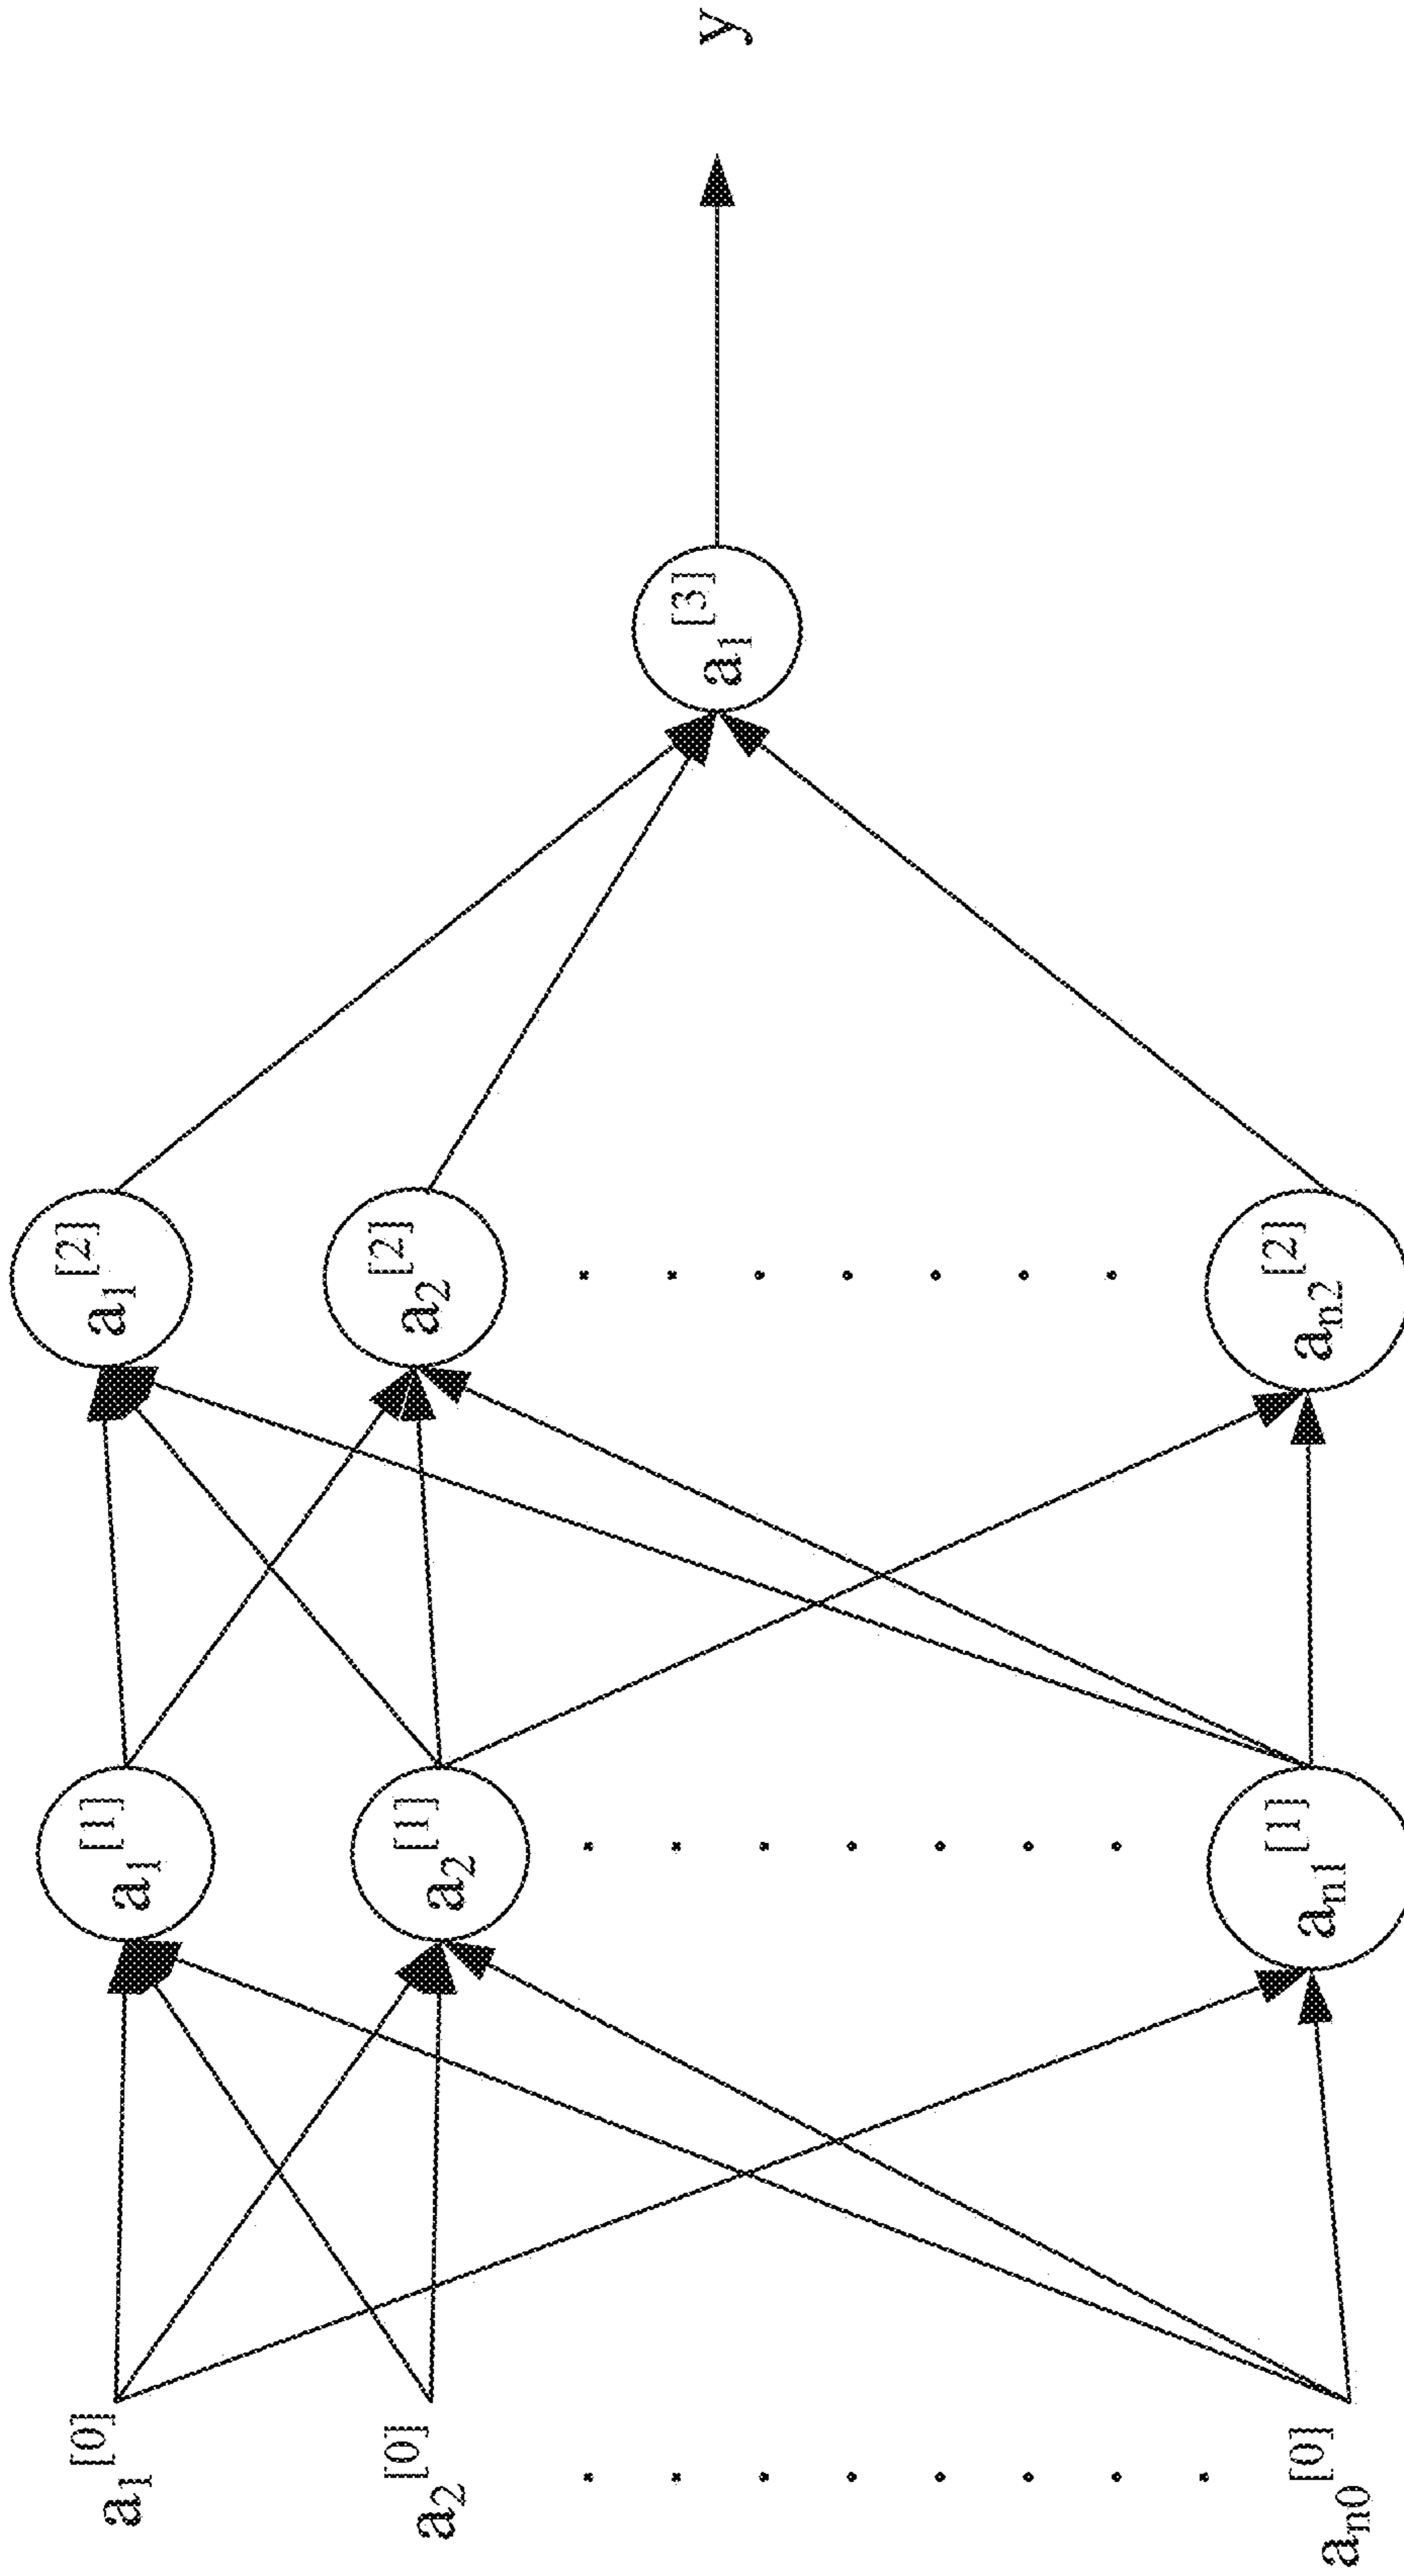 a₁[0]
a₂[0]
aₙ₀[0]
a₁[1]
a₂[1]
aₙ₁[1]
a₁[2]
a₂[2]
aₙ₂[2]
a₁[3]
y